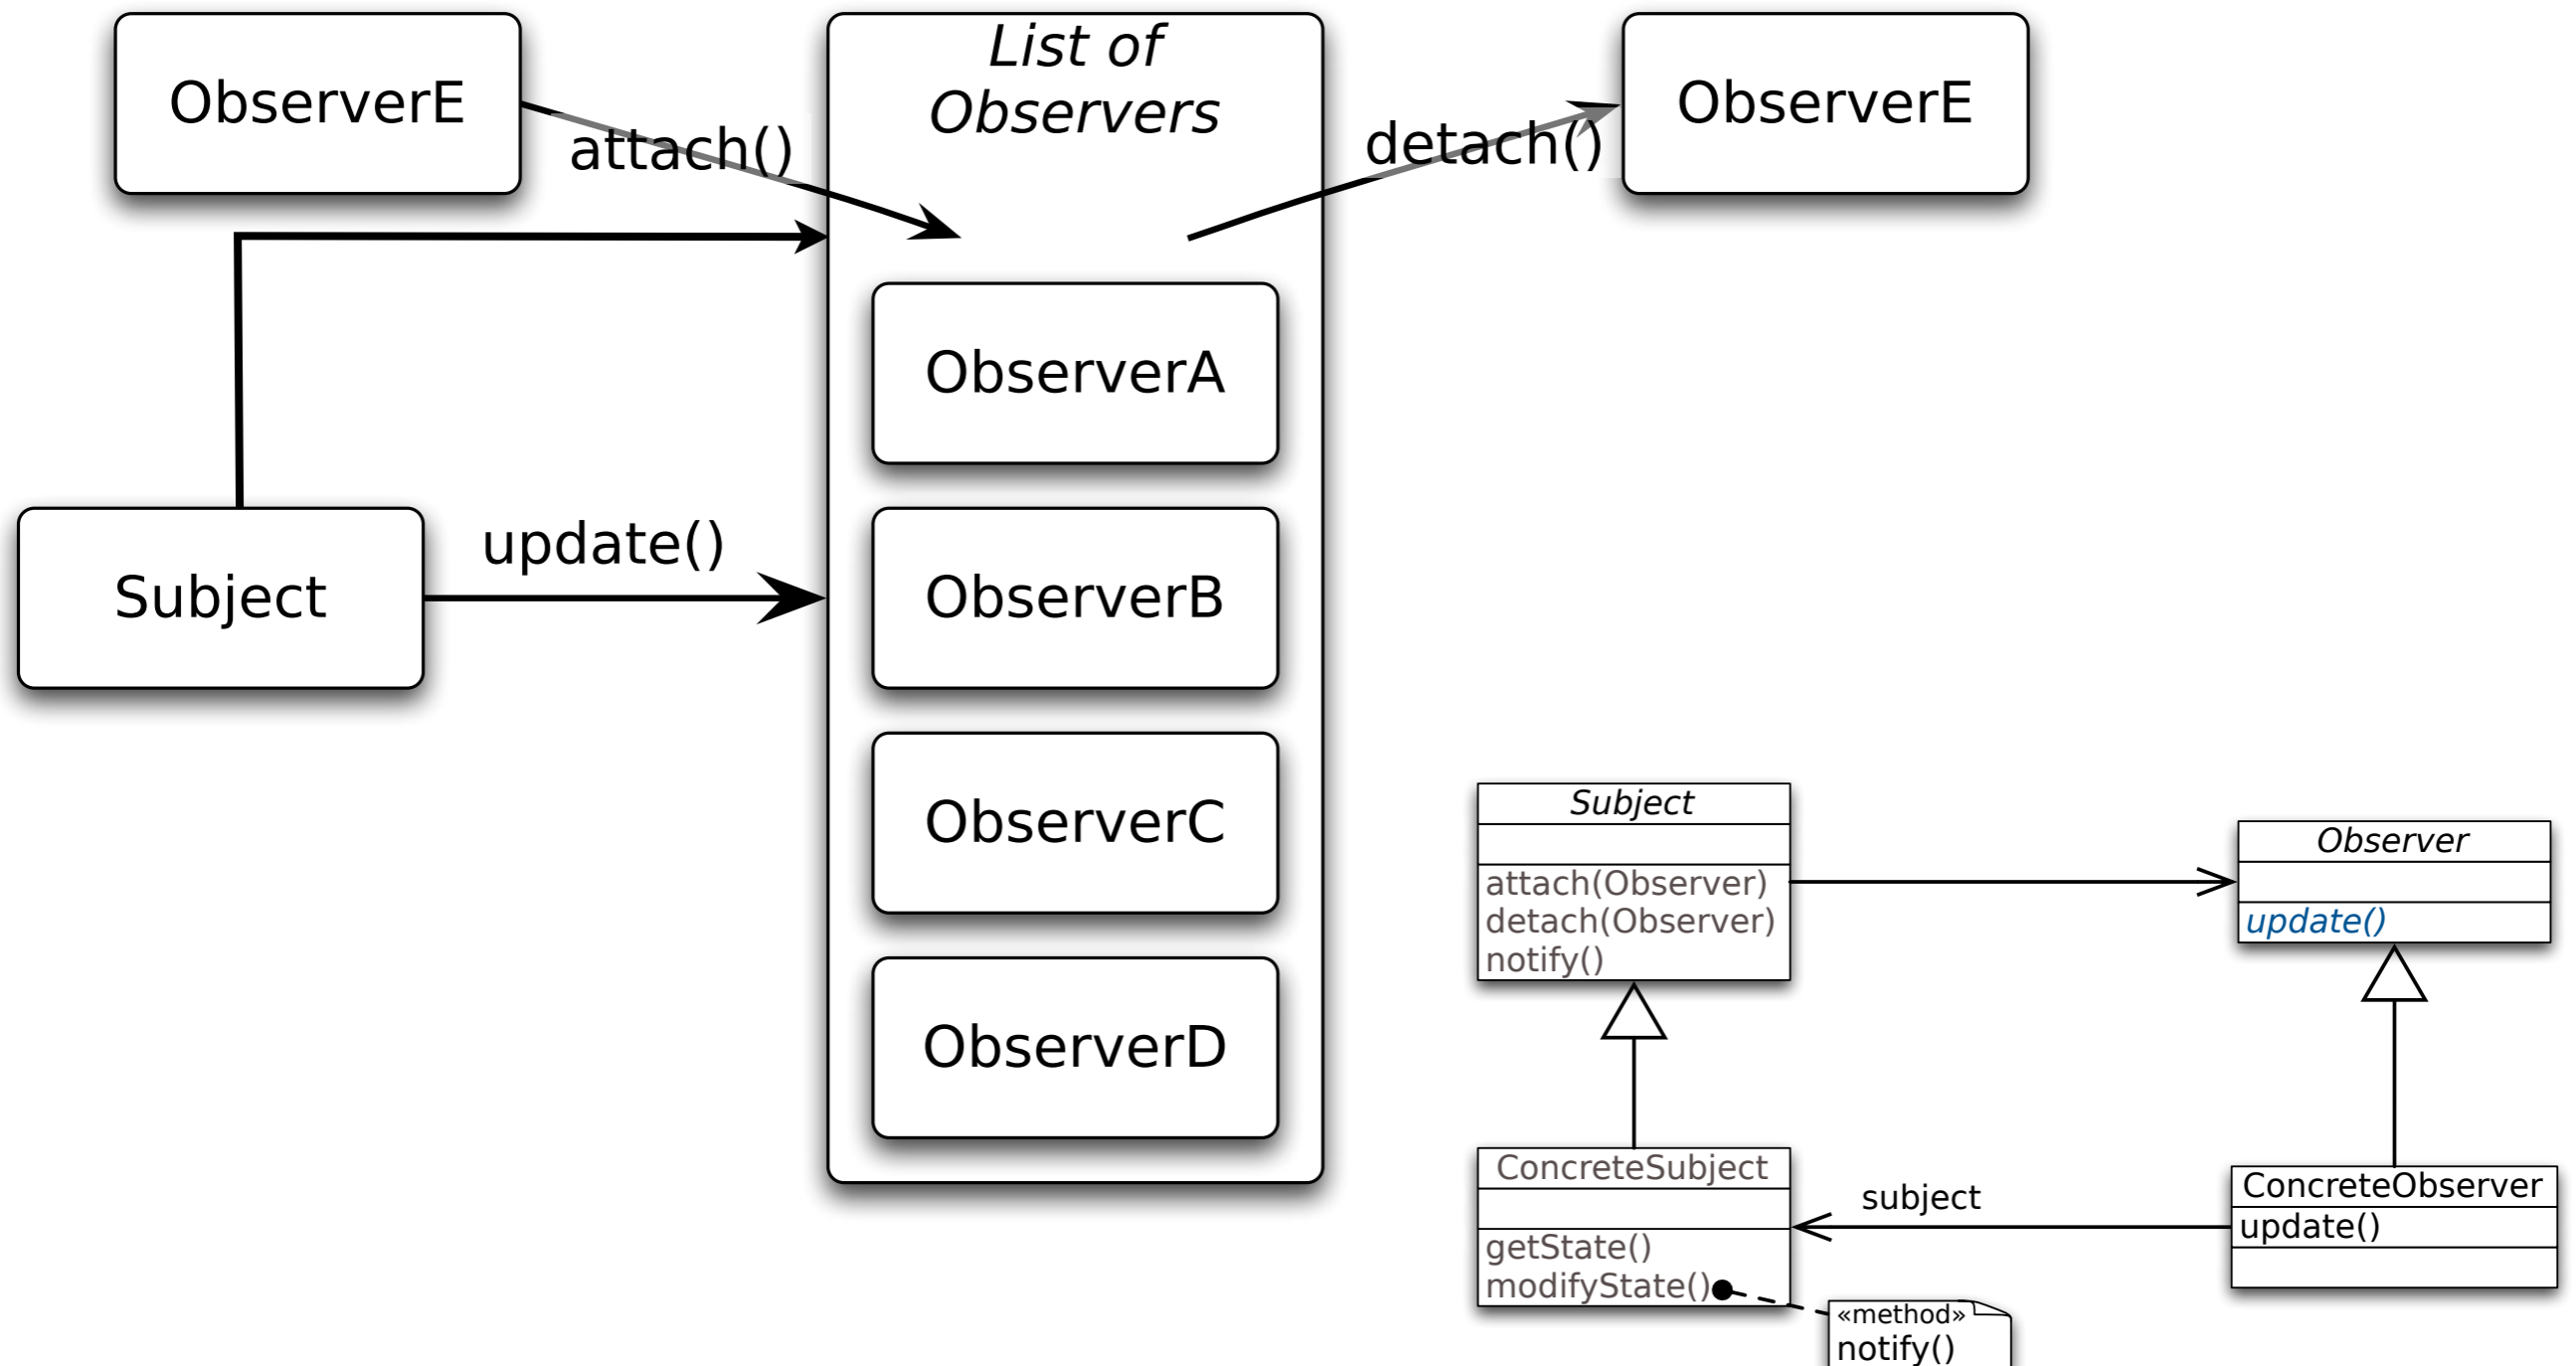 ObserverE
List of
Observers
ObserverE
attach()
detach()
ObserverA
Subject
update()
ObserverB
ObserverC
ObserverD
Subject
attach(Observer)
detach(Observer)
notify()
Observer
update()
ConcreteSubject
getState()
modifyState()
subject
ConcreteObserver
update()
«method»
notify()